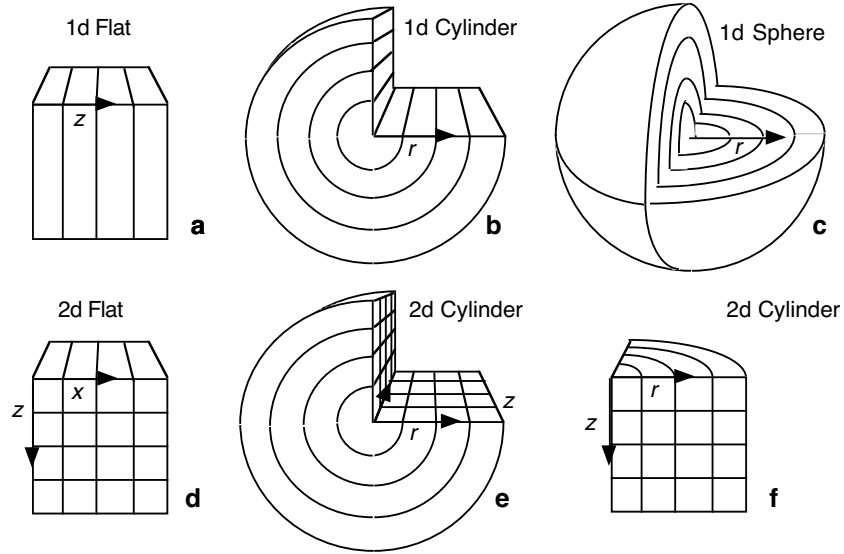 1d Flat
1d Cylinder
1d Sphere
z
r
r
a
b
c
2d Flat
2d Cylinder
2d Cylinder
x
z
r
z
r
z
d
e
f